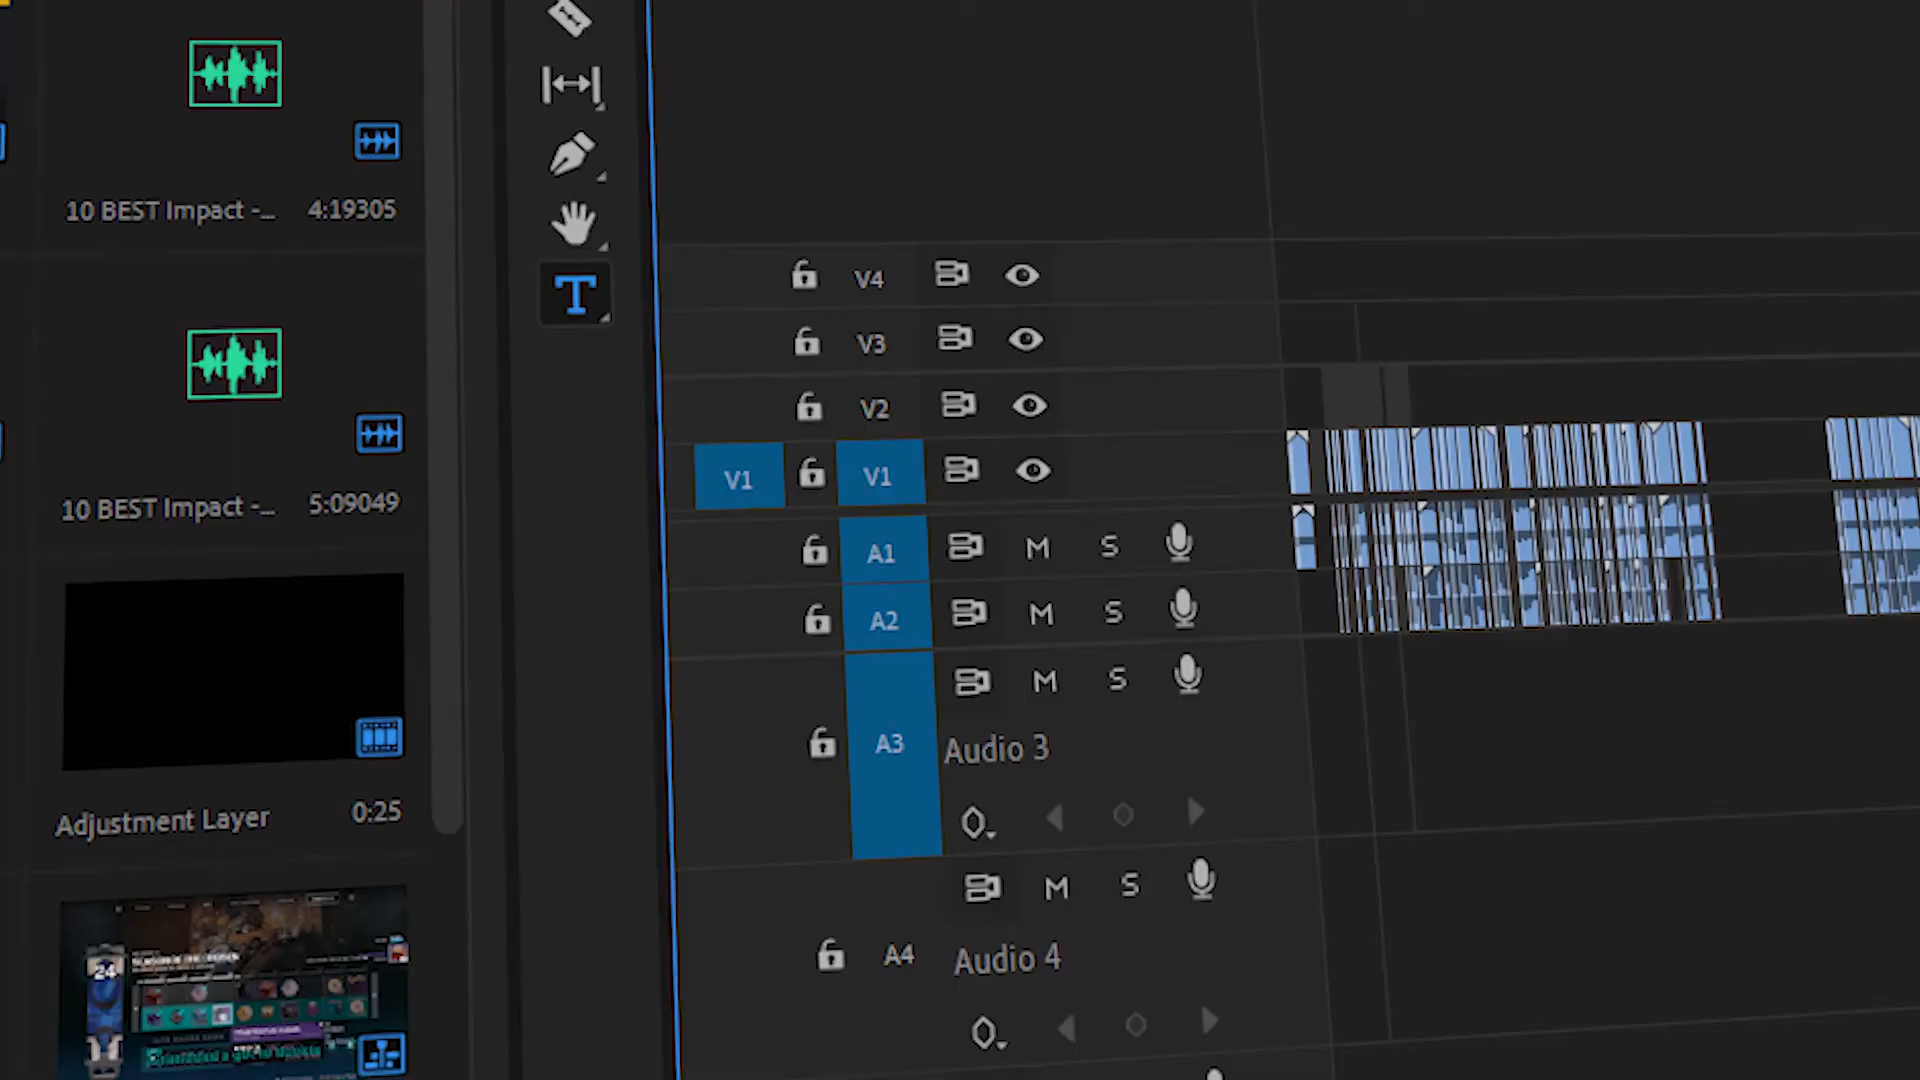 10 BEST Impact -... 4:19305
10 BEST Impact -... 5:09049
Adjustment Layer 0:25
24
T
V4
V3
V2
V1 V1
A1 M S
A2 M S
M S
A3 Audio 3
M S
A4 Audio 4